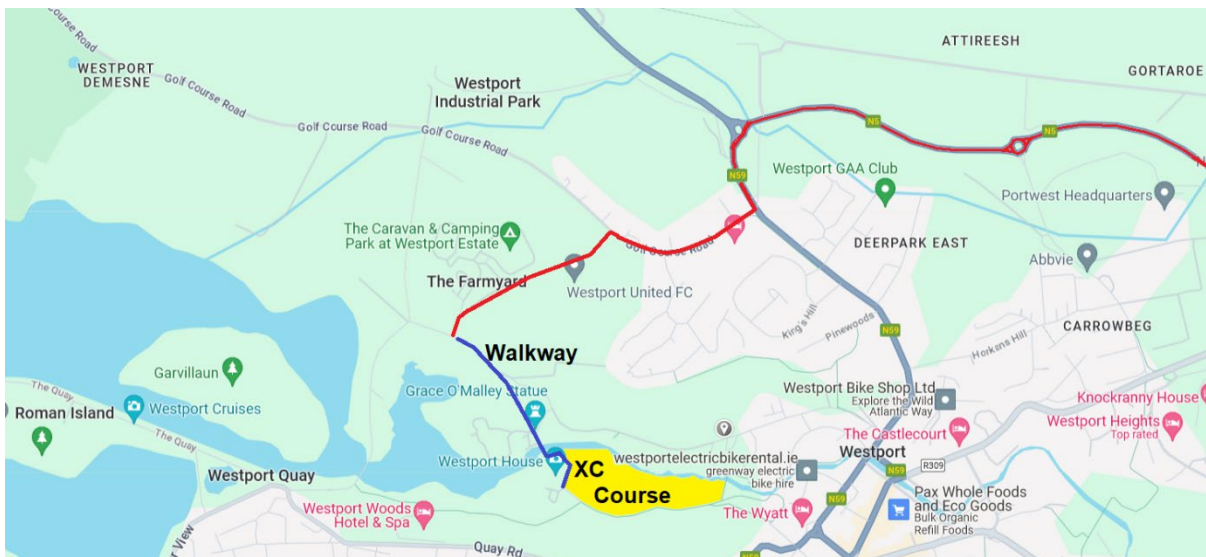 Course Road
WESTPORT
DEMESNE
Golf Course Road
Westport
Industrial Park
ATTIREESH
GORTAROE
Golf Course Road
Golf Course Road
N5
N5
N
N59
Westport GAA Club
Portwest Headquarters
The Caravan & Camping
Park at Westport Estate
Golf Course Road
DEERPARK EAST
Abbvie
The Farmyard
Westport United FC
King's Hill
Pinewoods
N59
Horkans Hill
CARROWBEG
Walkway
Garvillaun
Grace O'Malley Statue
Westport Bike Shop Ltd
Explore the Wild
Atlantic Way
Knockranny House
The Quay
Roman Island
Westport Cruises
The Castlecourt
Westport Heights
Top rated
The Quay
Westport House
westportelectricbikerental.ie
greenway electric
bike hire
Westport
R309
N59
Westport Quay
XC
Course
Pax Whole Foods
and Eco Goods
Bulk Organic
Refill Foods
Westport Woods
Hotel & Spa
The Wyatt
N59
r View
Quay Rd
N59